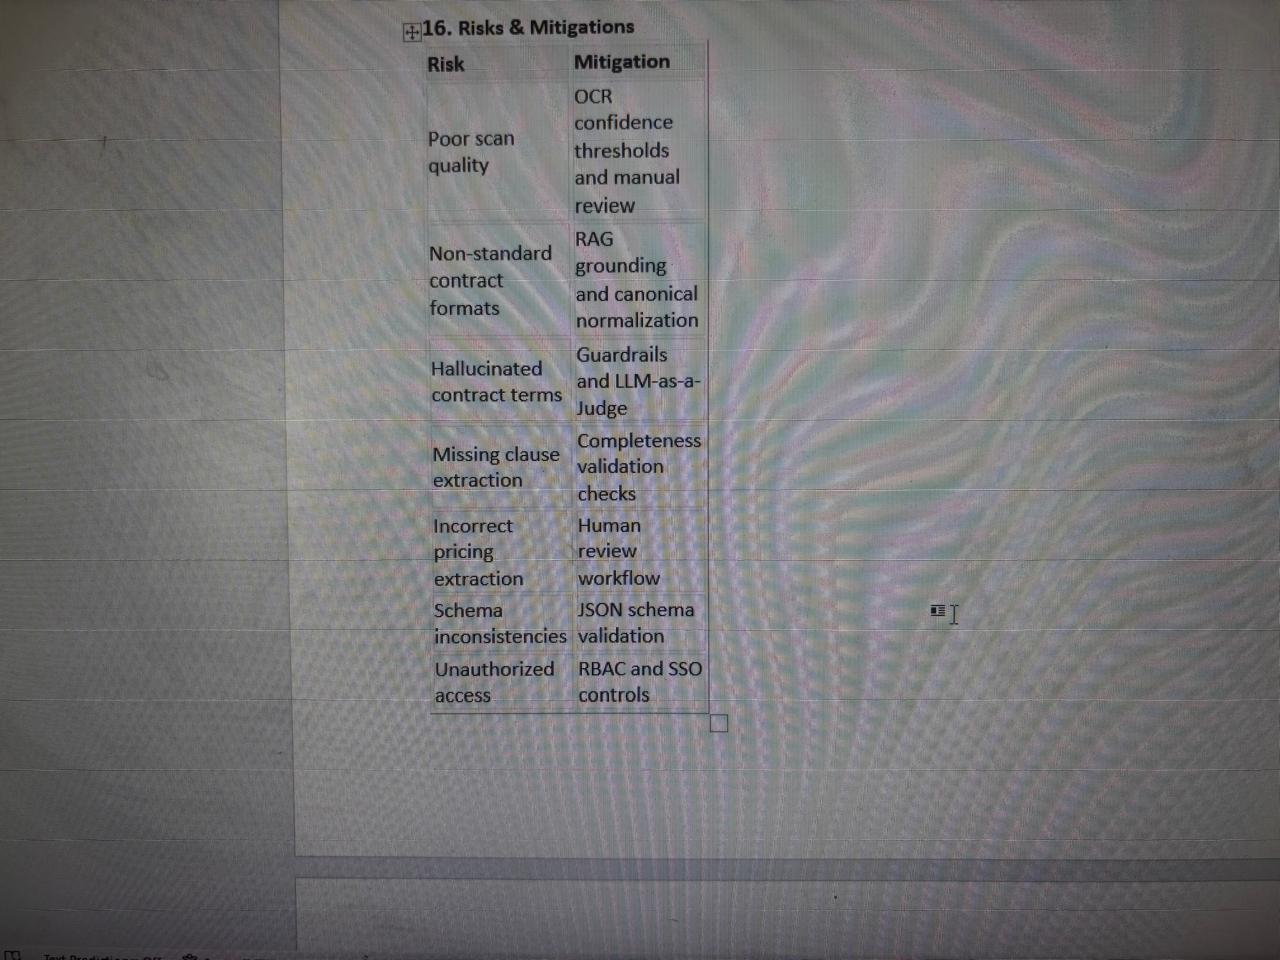 16. Risks & Mitigations
Risk
Mitigation
Poor scan
quality
OCR
confidence
thresholds
and manual
review
Non-standard
contract
formats
RAG
grounding
and canonical
normalization
Hallucinated
contract terms
Guardrails
and LLM-as-a-
Judge
Missing clause
extraction
Completeness
validation
checks
Incorrect
pricing
extraction
Human
review
workflow
Schema
inconsistencies
JSON schema
validation
Unauthorized
access
RBAC and SSO
controls